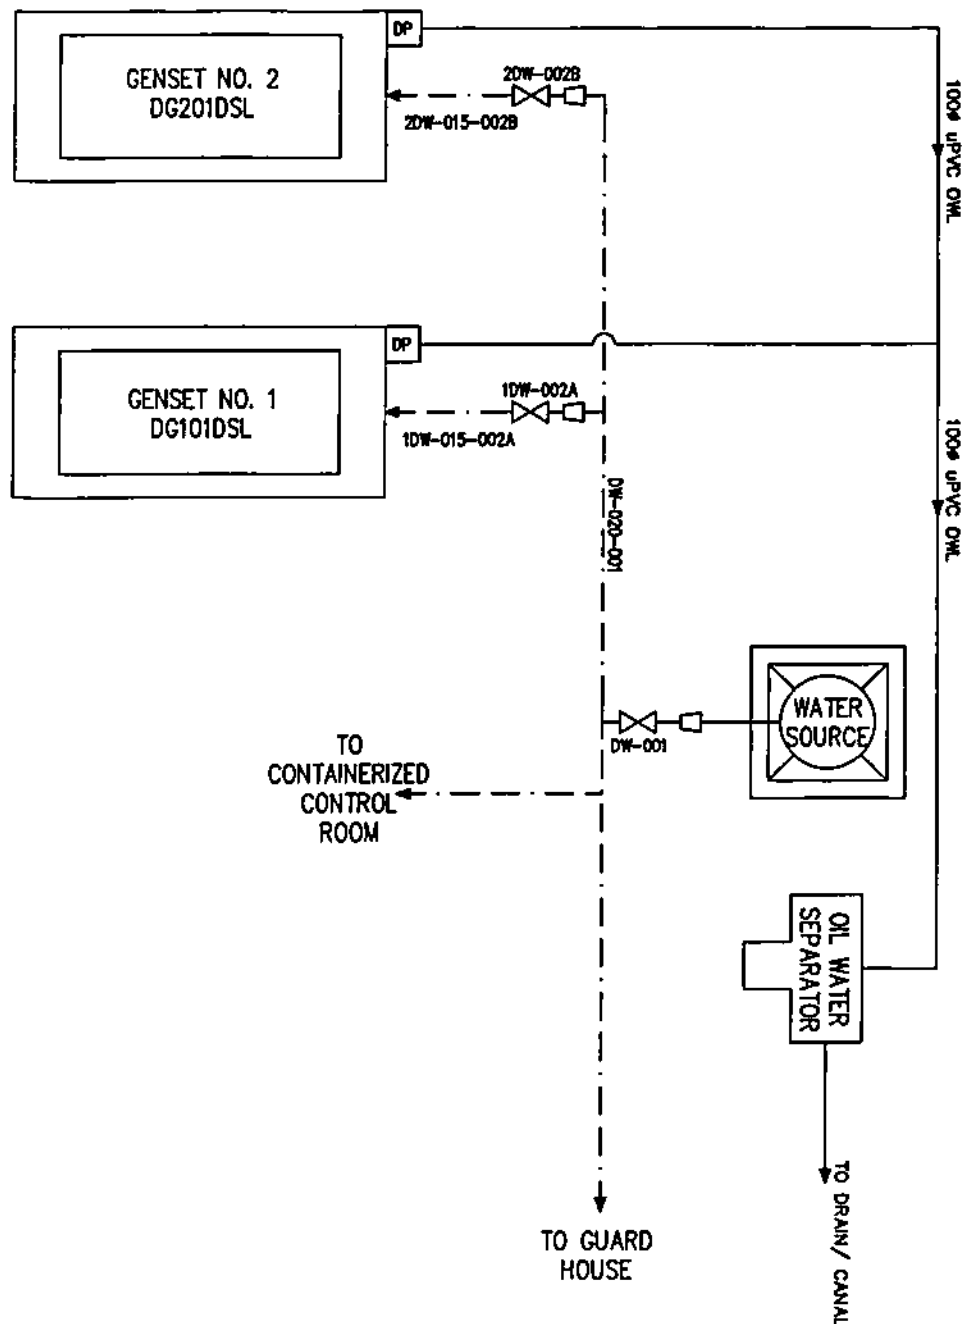 DP
GENSET NO. 2
DG201DSL
2DW-002B
2DW-015-002B
100ø uPVC OWL
DP
GENSET NO. 1
DG101DSL
1DW-002A
1DW-015-002A
100ø uPVC OWL
DW-020-001
WATER
SOURCE
DW-001
TO
CONTAINERIZED
CONTROL
ROOM
OIL WATER
SEPARATOR
TO DRAIN/ CANAL
TO GUARD
HOUSE